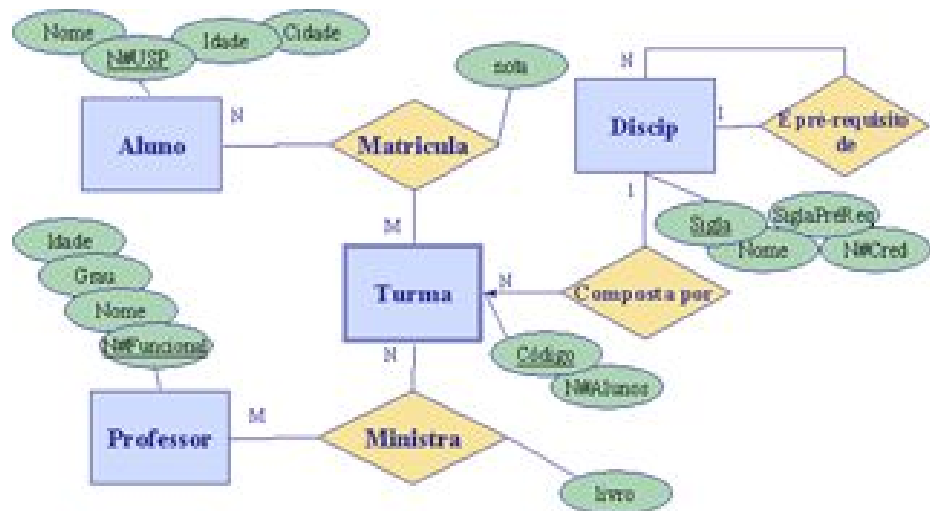 Nome
N#USP
Idade
Cidade
nota
N
Aluno
Matricula
N
Discip
1
É pré-requisito
de
M
1
Sigla
SiglaPréReq
Nome
N#Cred
Idade
Grau
Nome
N#Funcional
Turma
N
Composta por
N
Código
N#Alunos
Professor
M
Ministra
livro